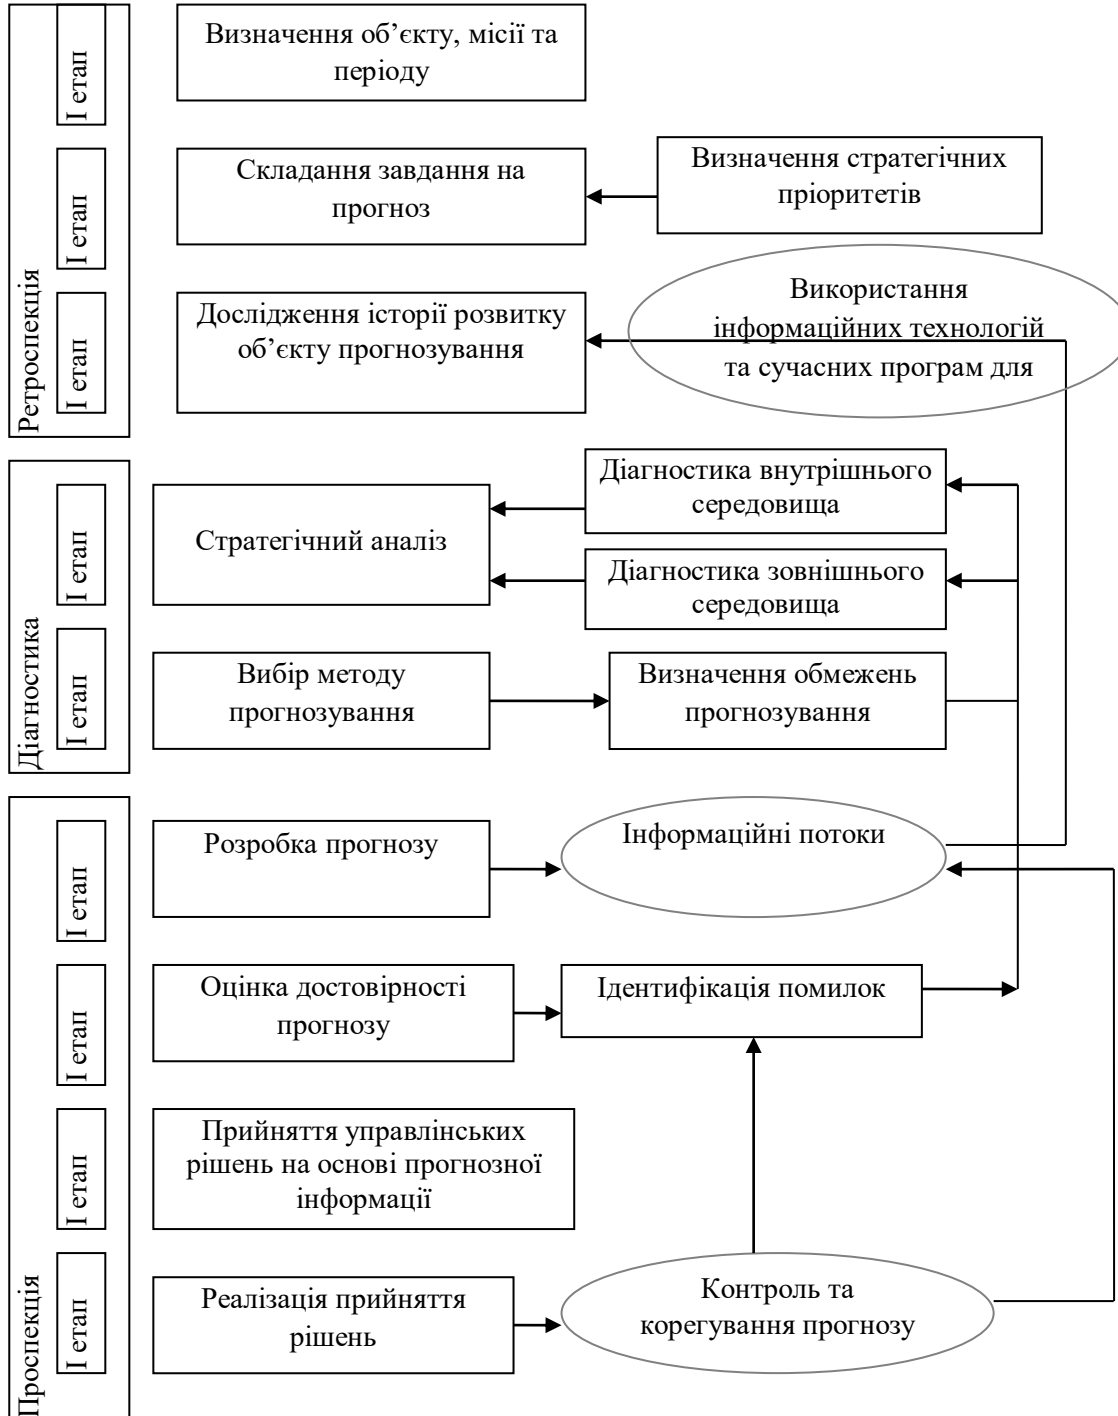 Ретроспекція
І етап
Визначення об’єкту, місії та
періоду
І етап
Складання завдання на
прогноз
Визначення стратегічних
пріоритетів
І етап
Дослідження історії розвитку
об’єкту прогнозування
Використання
інформаційних технологій
та сучасних програм для
Діагностика
І етап
Стратегічний аналіз
Діагностика внутрішнього
середовища
Діагностика зовнішнього
середовища
І етап
Вибір методу
прогнозування
Визначення обмежень
прогнозування
Проспекція
І етап
Розробка прогнозу
Інформаційні потоки
І етап
Оцінка достовірності
прогнозу
Ідентифікація помилок
І етап
Прийняття управлінських
рішень на основі прогнозної
інформації
І етап
Реалізація прийняття
рішень
Контроль та
корегування прогнозу